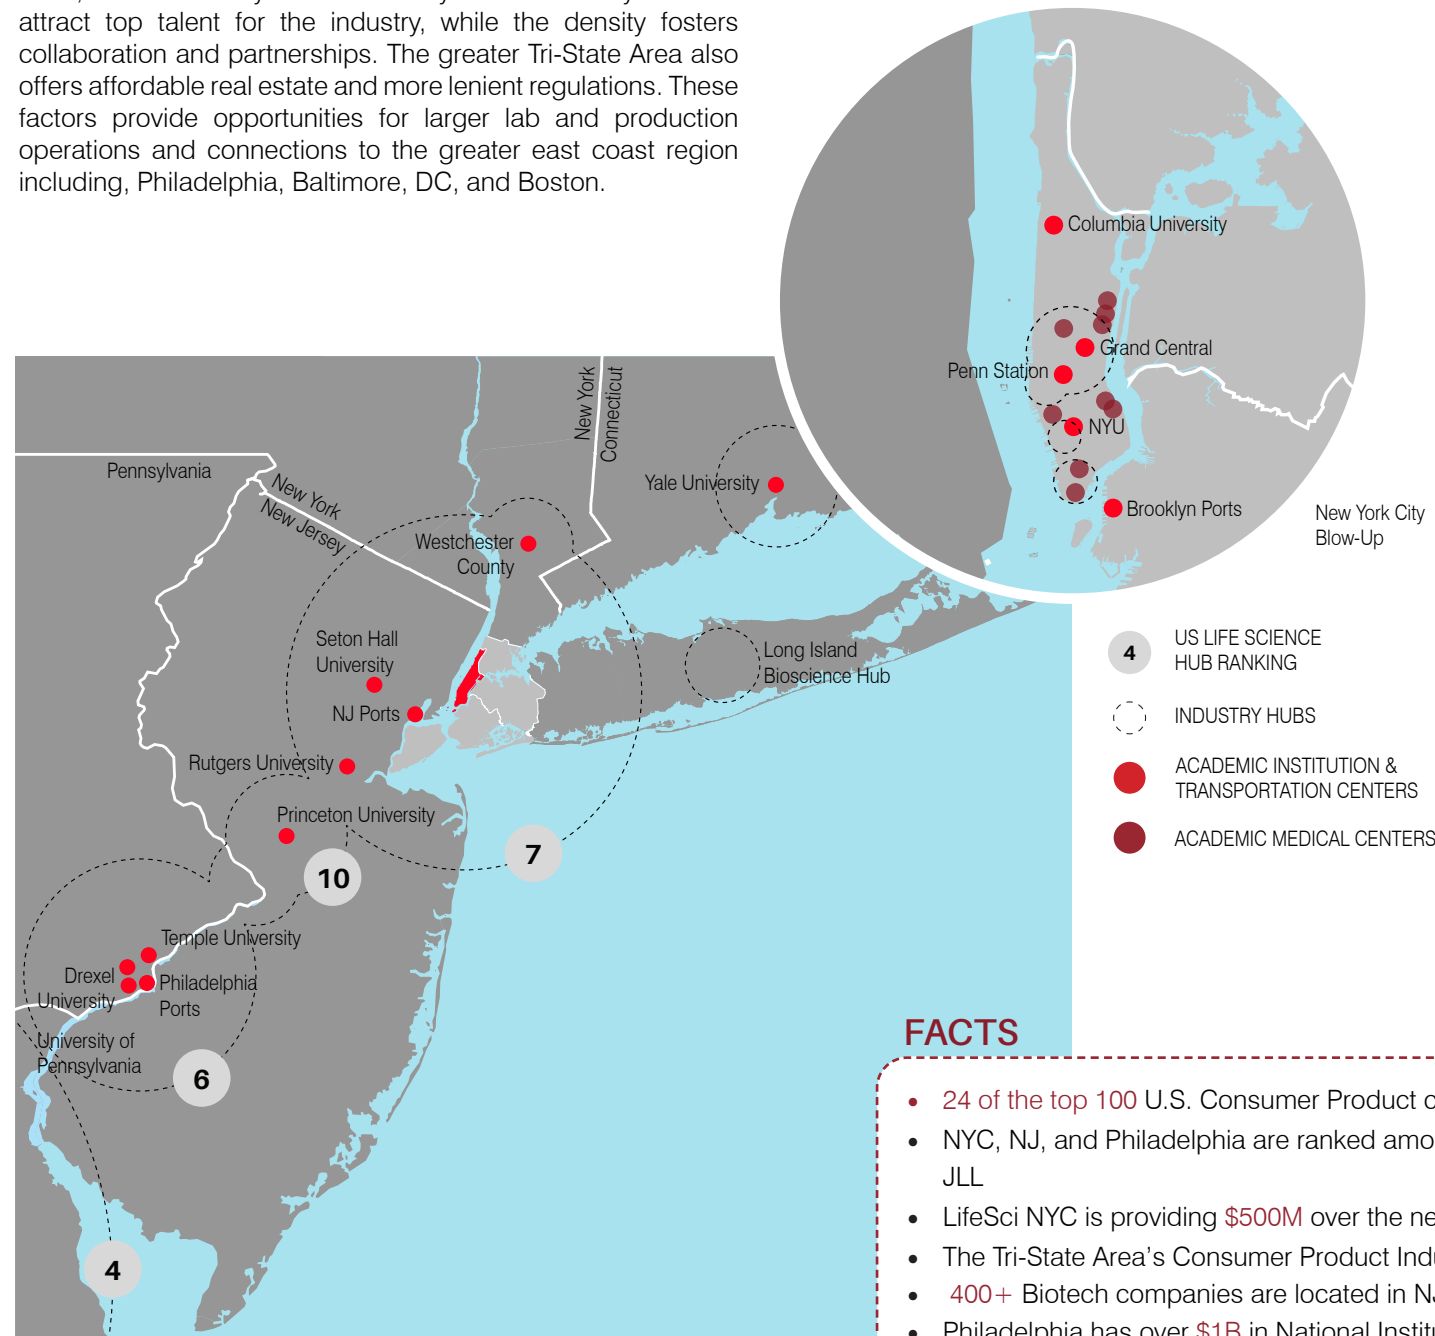 attract top talent for the industry, while the density fosters
collaboration and partnerships. The greater Tri-State Area also
offers affordable real estate and more lenient regulations. These
factors provide opportunities for larger lab and production
operations and connections to the greater east coast region
including, Philadelphia, Baltimore, DC, and Boston.
Columbia University
Grand Central
Penn Station
NYU
Brooklyn Ports
New York City
Blow-Up
New York
Connecticut
Pennsylvania
New York
New Jersey
Yale University
Westchester
County
Seton Hall
University
NJ Ports
Long Island
Bioscience Hub
Rutgers University
Princeton University
7
10
Temple University
Drexel
University
Philadelphia
Ports
University of
Pennsylvania
6
4
4
US LIFE SCIENCE
HUB RANKING
INDUSTRY HUBS
ACADEMIC INSTITUTION &
TRANSPORTATION CENTERS
ACADEMIC MEDICAL CENTERS
FACTS
• 24 of the top 100 U.S. Consumer Product
• NYC, NJ, and Philadelphia are ranked
JLL
• LifeSci NYC is providing $500M over the
• The Tri-State Area's Consumer Product
• 400+ Biotech companies are located in
• Philadelphia has over $1B in National